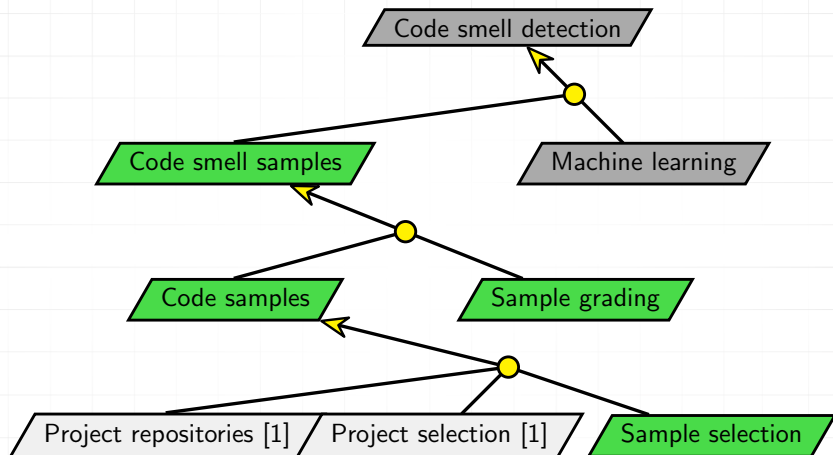 Code smell detection
Code smell samples
Machine learning
Code samples
Sample grading
Project repositories [1]
Project selection [1]
Sample selection